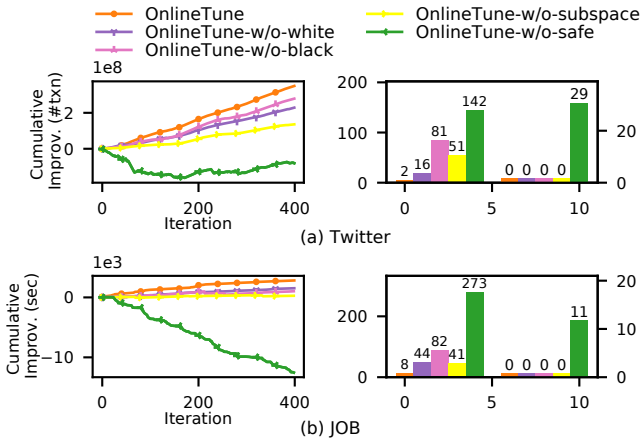 OnlineTune
OnlineTune-w/o-white
OnlineTune-w/o-black
OnlineTune-w/o-subspace
OnlineTune-w/o-safe
1e8
Cumulative
Improv. (#txn)
2
0
0 200 400
Iteration
200
100
0
2 16 81 51 142 0 0 0 0 29
20
0
0 5 10
(a) Twitter
1e3
Cumulative
Improv. (sec)
0
−10
0 200 400
Iteration
200
0
8 44 82 41 273 0 0 0 0 11
20
10
0
0 5 10
(b) JOB